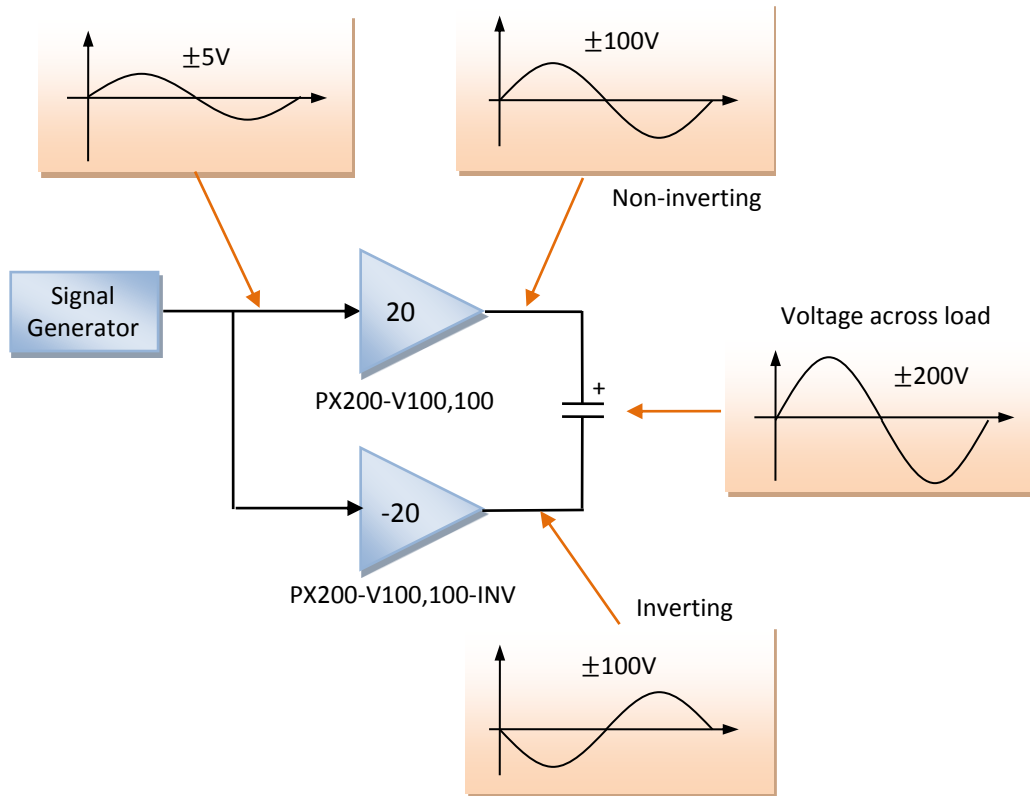 ±5V
±100V
Non-inverting
Signal
Generator
20
Voltage across load
±200V
+
PX200-V100,100
-20
PX200-V100,100-INV
Inverting
±100V